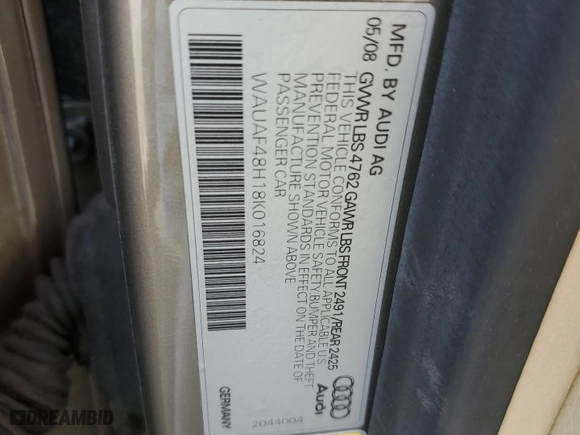 MFD. BY AUDI AG
05/08 GVWR LBS 4762 GAWR LBS FRONT 2491/REAR 2425
THIS VEHICLE CONFORMS TO ALL APPLICABLE U S
FEDERAL MOTOR VEHICLE SAFETY, BUMPER AND THEFT
PREVENTION STANDARDS IN EFFECT ON THE DATE OF
MANUFACTURE SHOWN ABOVE
PASSENGER CAR
WAUAF48H18K016824
Audi
2044004
GERMANY
DREAMBID